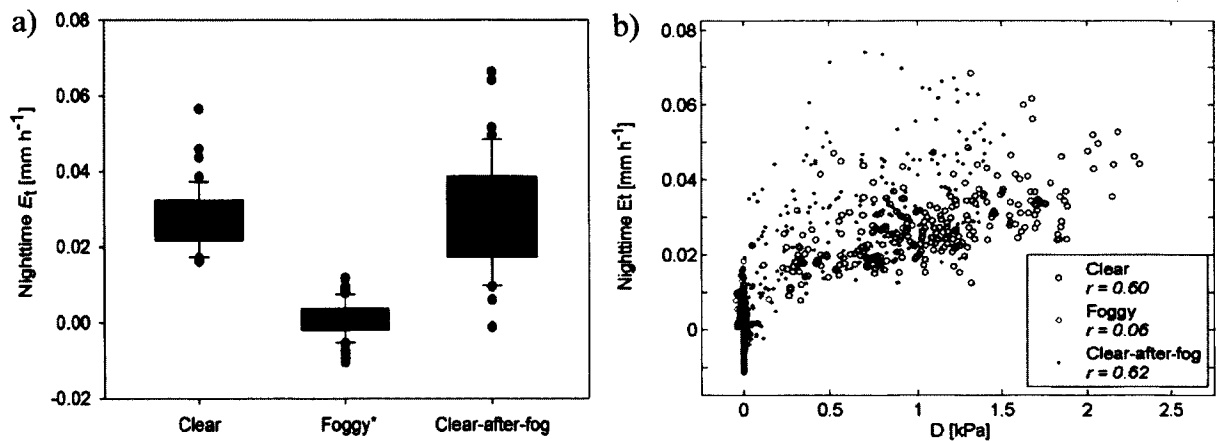 a)
0.08
0.06
0.04
0.02
0.00
-0.02
Nighttime Et [mm h-1]
Clear
Foggy*
Clear-after-fog
b)
0.08
0.06
0.04
0.02
0
Nighttime Et [mm h-1]
0
0.5
1
1.5
2
2.5
D [kPa]
Clear
r = 0.60
Foggy
r = 0.06
Clear-after-fog
r = 0.62